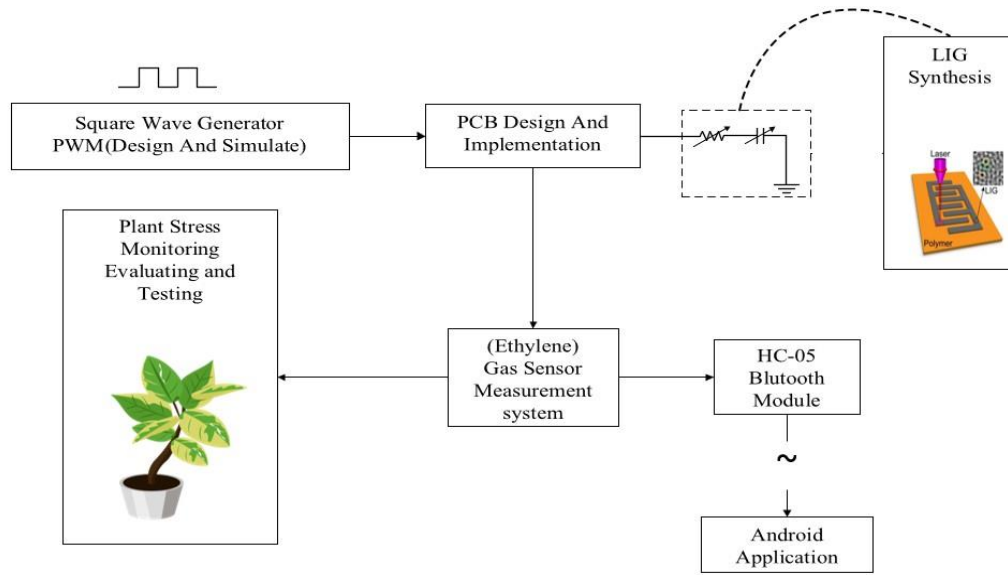 Square Wave Generator
PWM(Design And Simulate)
PCB Design And
Implementation
LIG
Synthesis
Laser
LIG
Polymer
Plant Stress
Monitoring
Evaluating and
Testing
(Ethylene)
Gas Sensor
Measurement
system
HC-05
Blutooth
Module
~
Android
Application